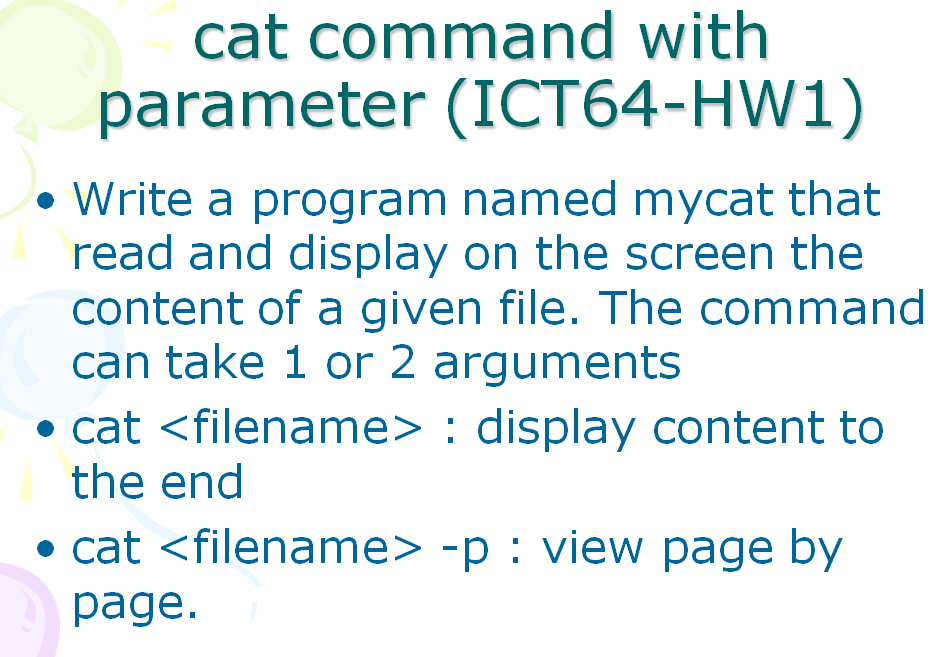 cat command with
parameter (ICT64-HW1)
• Write a program named mycat that
read and display on the screen the
content of a given file. The command
can take 1 or 2 arguments
• cat <filename> : display content to
the end
• cat <filename> -p : view page by
page.